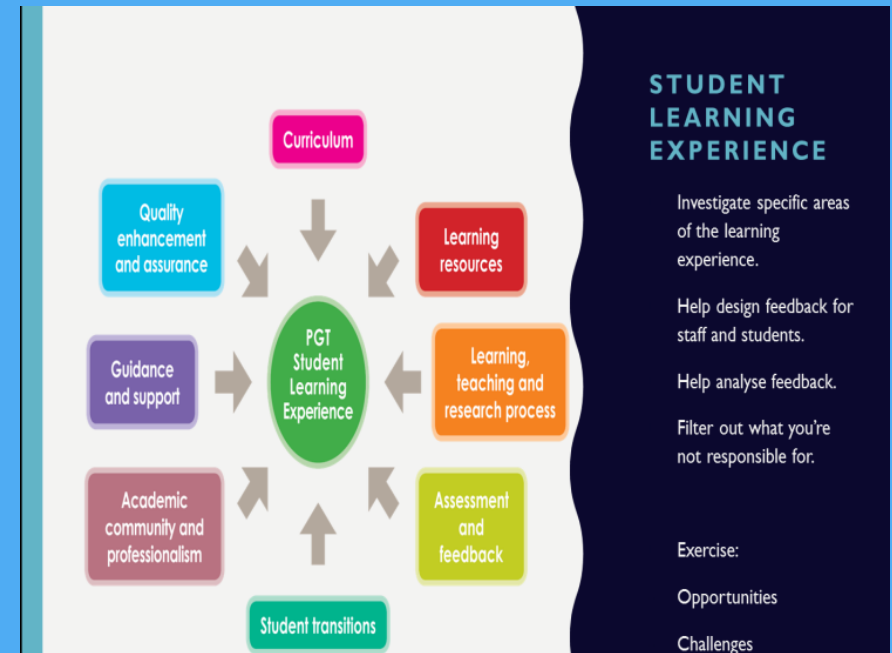 Curriculum
Quality
enhancement
and assurance
Learning
resources
PGT
Student
Learning
Experience
Guidance
and support
Learning,
teaching and
research process
Academic
community and
professionalism
Assessment
and
feedback
Student transitions
STUDENT
LEARNING
EXPERIENCE
Investigate specific areas
of the learning
experience.
Help design feedback for
staff and students.
Help analyse feedback.
Filter out what you're
not responsible for.
Exercise:
Opportunities
Challenges